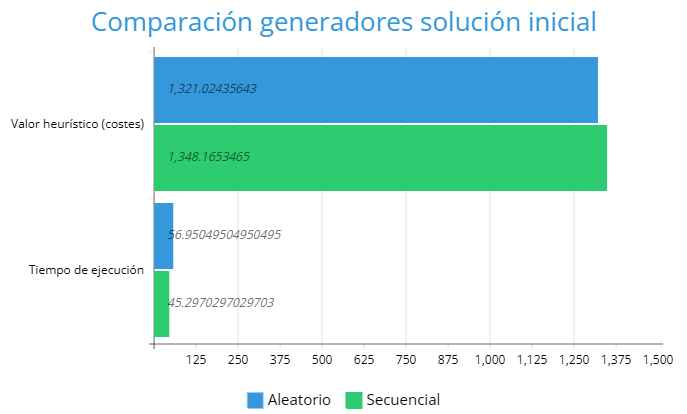 Comparación generadores solución inicial
Valor heurístico (costes)
1,321.02435643
1,348.1653465
Tiempo de ejecución
56.95049504950495
45.2970297029703
125 250 375 500 625 750 875 1,000 1,125 1,250 1,375 1,500
Aleatorio Secuencial